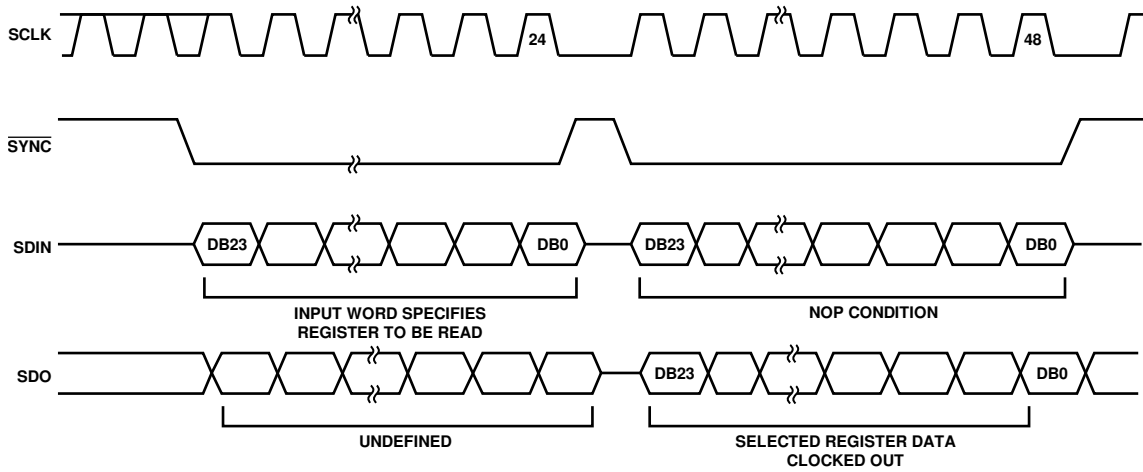 SCLK
24
48
SYNC
SDIN
DB23
DB0
DB23
DB0
INPUT WORD SPECIFIES
REGISTER TO BE READ
NOP CONDITION
SDO
DB23
DB0
UNDEFINED
SELECTED REGISTER DATA
CLOCKED OUT